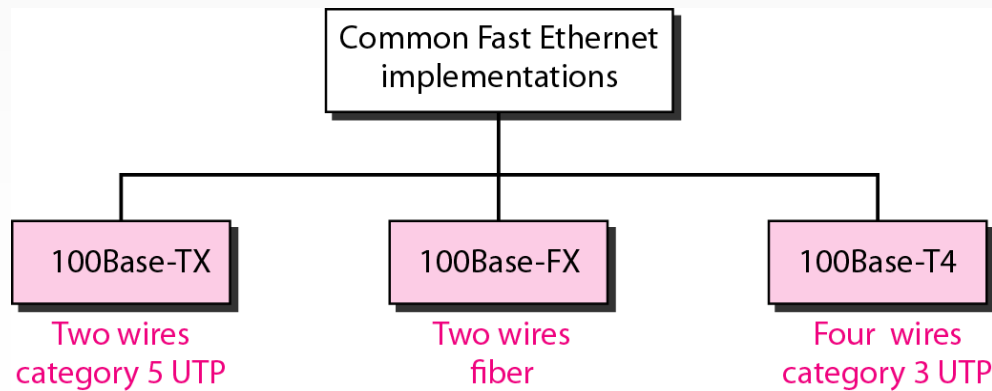 Common Fast Ethernet
implementations
100Base-TX
100Base-FX
100Base-T4
Two wires
category 5 UTP
Two wires
fiber
Four wires
category 3 UTP